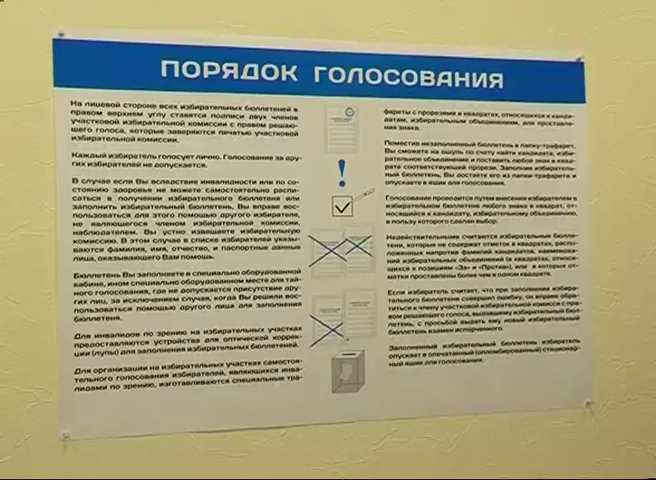 ПОРЯДОК ГОЛОСОВАНИЯ
На лицевой стороне всех избирательных бюллетеней в
правом верхнем углу ставятся подписи двух членов
участковой избирательной комиссии с правом решаю-
щего голоса, которые заверяются печатью участковой
избирательной комиссии.
Каждый избиратель голосует лично. Голосование за дру-
гих избирателей не допускается.
В случае если Вы вследствие инвалидности или по со-
стоянию здоровья не можете самостоятельно распи-
саться в получении избирательного бюллетеня или
заполнить избирательный бюллетень, Вы вправе вос-
пользоваться для этого помощью другого избирателя,
не являющегося членом избирательной комиссии,
наблюдателем. Вы устно извещаете избирательную
комиссию. В этом случае в списке избирателей указы-
ваются фамилия, имя, отчество, и паспортные данные
лица, оказывающего Вам помощь.
Бюллетень Вы заполняете в специально оборудованной
кабине, ином специально оборудованном месте для тай-
ного голосования, где не допускается присутствие дру-
гих лиц, за исключением случая, когда Вы решили вос-
пользоваться помощью другого лица для заполнения
бюллетеня.
Для инвалидов по зрению на избирательных участках
предоставляются устройства для оптической коррек-
ции (лупы) для заполнения избирательных бюллетеней.
Для организации на избирательных участках самостоя-
тельного голосования избирателей, являющихся инва-
лидами по зрению, изготавливаются специальные тра-
фареты с прорезями в квадратах, относящихся к канди-
датам, избирательным объединениям, для проставле-
ния знака.
Поместив незаполненный бюллетень в папку-трафарет,
Вы сможете на ощупь по счету найти кандидата, изби-
рательное объединение и поставить любой знак в квад-
рате соответствующей прорези. Заполнив избиратель-
ный бюллетень, Вы достаете его из папки-трафарета и
опускаете в ящик для голосования.
Голосование проводится путем внесения избирателем в
избирательном бюллетене любого знака в квадрат, от-
носящийся к кандидату, избирательному объединению,
в пользу которого сделан выбор.
Недействительными считаются избирательные бюлле-
тени, которые не содержат отметок в квадратах, распо-
ложенных напротив фамилий кандидатов, наименова-
ний избирательных объединений (в квадратах, относя-
щихся к позициям «За» и «Против»), или в которых от-
метки проставлены более чем в одном квадрате.
Если избиратель считает, что при заполнении избира-
тельного бюллетеня совершил ошибку, он вправе обра-
титься к члену участковой избирательной комиссии с пра-
вом решающего голоса, выдавшему избирательный бюл-
летень, с просьбой выдать ему новый избирательный
бюллетень взамен испорченного.
Заполненный избирательный бюллетень избиратель
опускает в опечатанный (опломбированный) стационар-
ный ящик для голосования.